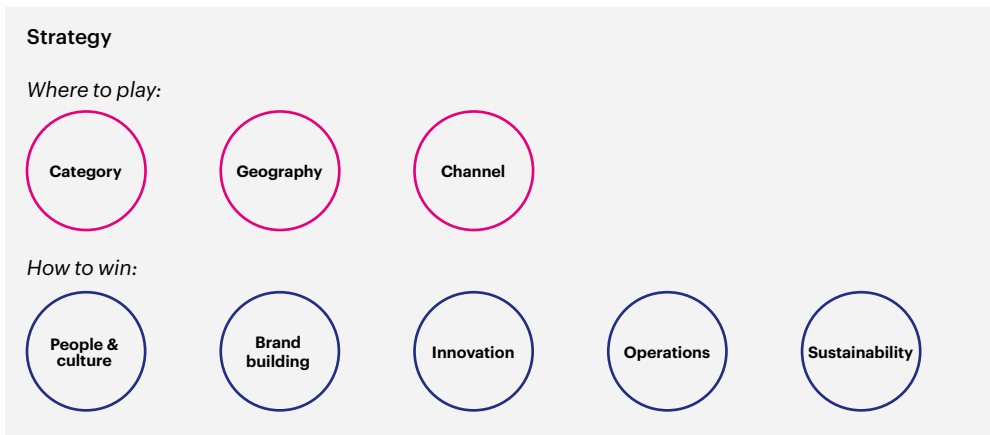 Strategy
Where to play:
Category
Geography
Channel
How to win:
People &
culture
Brand
building
Innovation
Operations
Sustainability